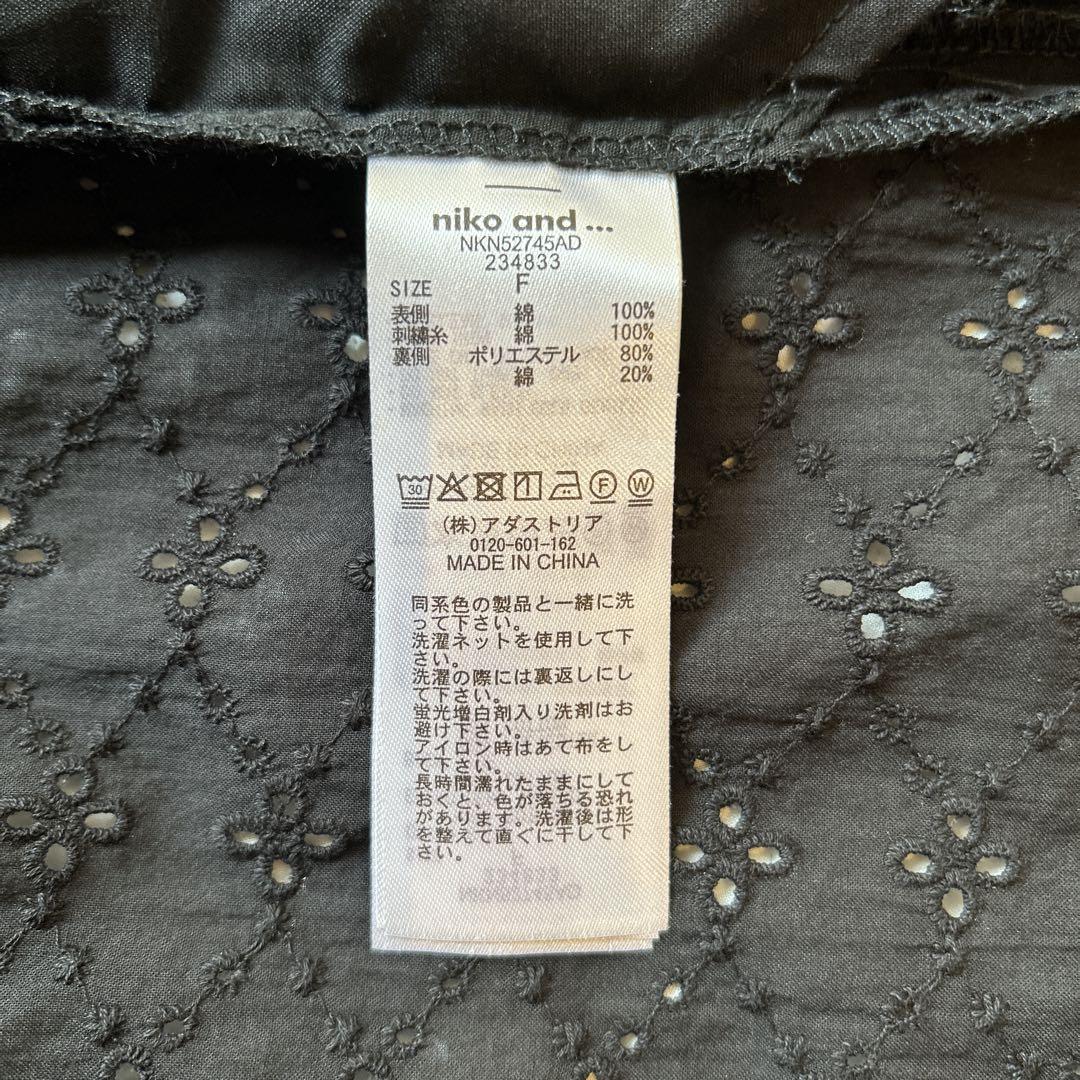 niko and ...
NKN52745AD
234833
SIZE F
表側 綿 100%
刺繍糸 綿 100%
裏側 ポリエステル 80%
綿 20%
30 F W
(株)アダストリア
0120-601-162
MADE IN CHINA
同系色の製品と一緒に洗
って下さい。
洗濯ネットを使用して下
さい。
洗濯の際には裏返しにし
て下さい。
蛍光増白剤入り洗剤はお
避け下さい。
アイロン時はあて布をし
て下さい。
長時間濡れたままにして
おくと、色が落ちる恐れ
があります。洗濯後は形
を整えて直ぐに干して下
さい。